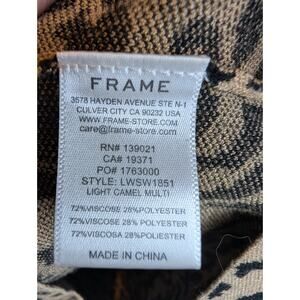 FRAME
3578 HAYDEN AVENUE STE N-1
CULVER CITY CA 90232 USA
WWW.FRAME-STORE.COM
care@frame-store.com
RN# 139021
CA# 19371
PO# 1763000
STYLE: LWSW1851
LIGHT CAMEL MULTI
72%VISCOSE 28%POLYESTER
72%VISCOSE 28%POLYESTER
72%VISCOSA 28%POLIESTER
MADE IN CHINA